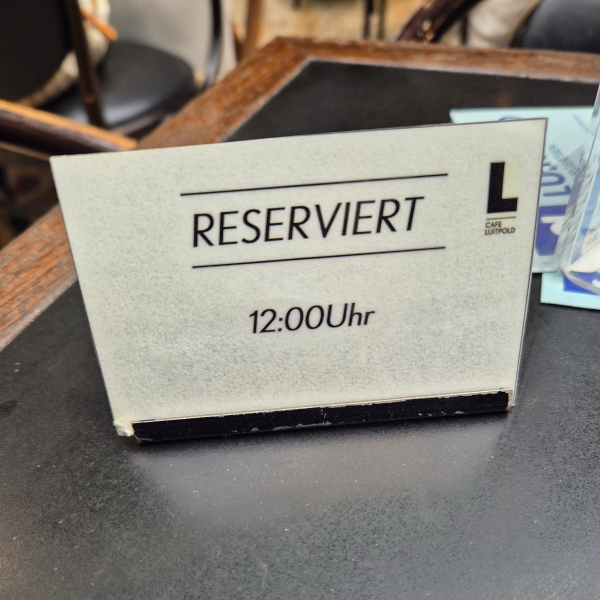 RESERVIERT
12:00Uhr
L
CAFE
LUITPOLD